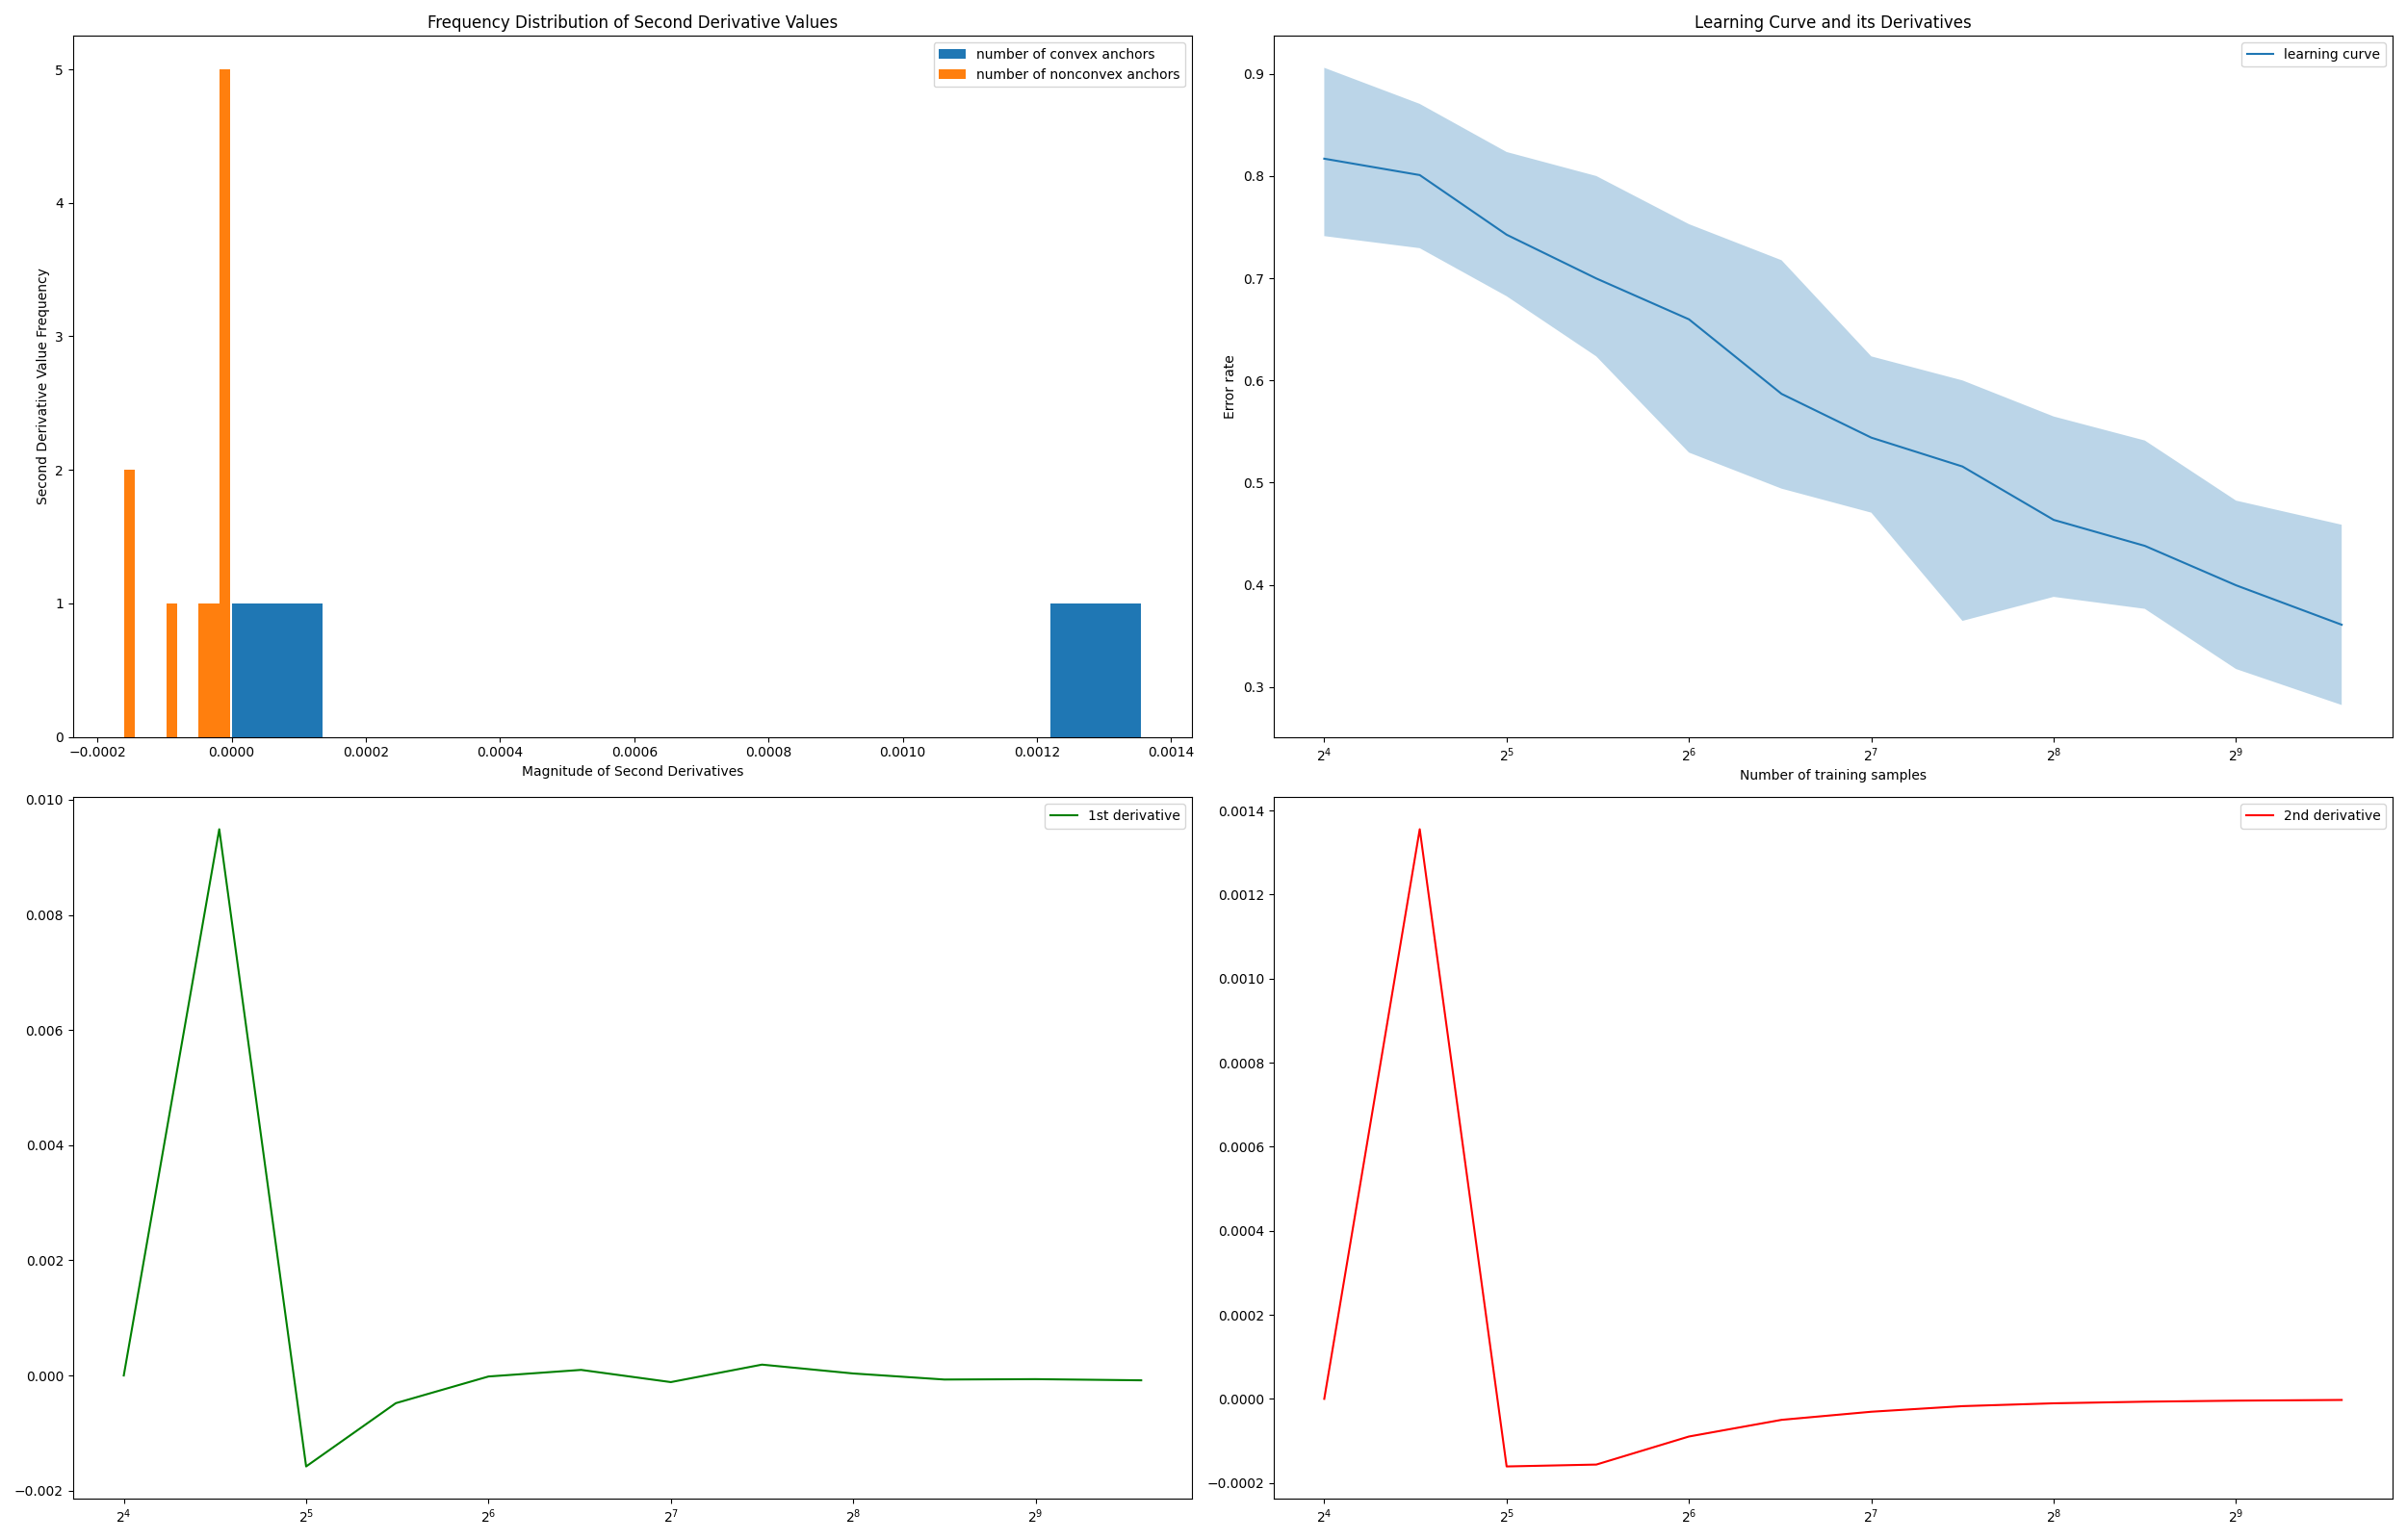 Frequency Distribution of Second Derivative Values
number of convex anchors
number of nonconvex anchors
Second Derivative Value Frequency
5
4
3
2
1
0
−0.0002 0.0000 0.0002 0.0004 0.0006 0.0008 0.0010 0.0012 0.0014
Magnitude of Second Derivatives
Learning Curve and its Derivatives
learning curve
Error rate
0.9
0.8
0.7
0.6
0.5
0.4
0.3
2⁴ 2⁵ 2⁶ 2⁷ 2⁸ 2⁹
Number of training samples
1st derivative
0.010
0.008
0.006
0.004
0.002
0.000
−0.002
2⁴ 2⁵ 2⁶ 2⁷ 2⁸ 2⁹
2nd derivative
0.0014
0.0012
0.0010
0.0008
0.0006
0.0004
0.0002
0.0000
−0.0002
2⁴ 2⁵ 2⁶ 2⁷ 2⁸ 2⁹